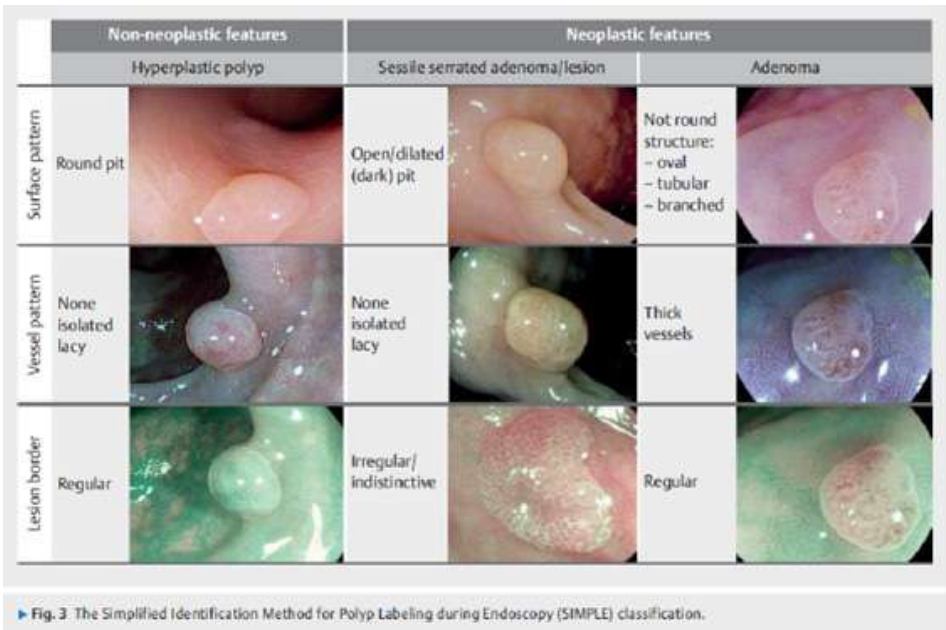 Non-neoplastic features
Neoplastic features
Hyperplastic polyp
Sessile serrated adenoma/lesion
Adenoma
Surface pattern
Round pit
Open/dilated
(dark) pit
Not round
structure:
– oval
– tubular
– branched
Vessel pattern
None
isolated
lacy
None
isolated
lacy
Thick
vessels
Lesion border
Regular
Irregular/
indistinctive
Regular
▶ Fig. 3 The Simplified Identification Method for Polyp Labeling during Endoscopy (SIMPLE) classification.